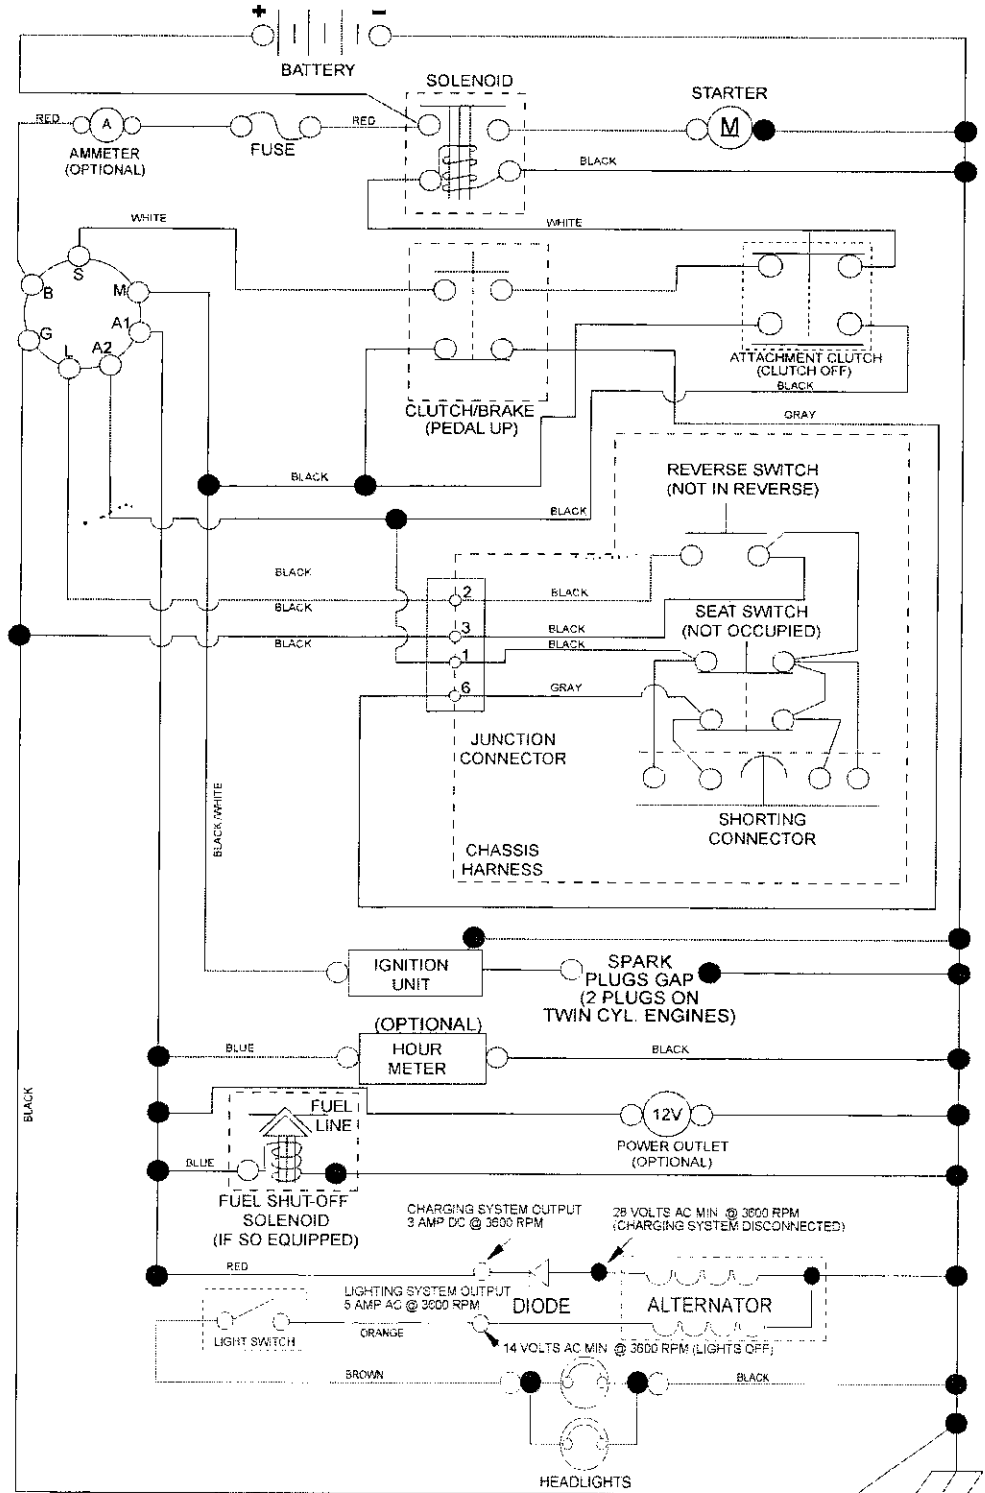 + −
BATTERY
SOLENOID
STARTER
RED
A
RED
M
AMMETER
(OPTIONAL)
FUSE
BLACK
WHITE
WHITE
S
B
M
G
A1
L
A2
ATTACHMENT CLUTCH
(CLUTCH OFF)
BLACK
CLUTCH/BRAKE
(PEDAL UP)
GRAY
REVERSE SWITCH
(NOT IN REVERSE)
BLACK
BLACK
BLACK
2
BLACK
BLACK
SEAT SWITCH
(NOT OCCUPIED)
3
BLACK
BLACK
1
BLACK
6
GRAY
JUNCTION
CONNECTOR
BLACK/WHITE
SHORTING
CONNECTOR
CHASSIS
HARNESS
IGNITION
UNIT
SPARK
PLUGS GAP
(2 PLUGS ON
TWIN CYL. ENGINES)
(OPTIONAL)
HOUR
METER
BLUE
BLACK
BLACK
FUEL
LINE
12V
POWER OUTLET
(OPTIONAL)
BLUE
FUEL SHUT-OFF
SOLENOID
(IF SO EQUIPPED)
CHARGING SYSTEM OUTPUT
3 AMP DC @ 3600 RPM
28 VOLTS AC MIN @ 3600 RPM
(CHARGING SYSTEM DISCONNECTED)
RED
LIGHTING SYSTEM OUTPUT
5 AMP AC @ 3600 RPM
DIODE
ALTERNATOR
LIGHT SWITCH
ORANGE
14 VOLTS AC MIN @ 3600 RPM (LIGHTS OFF)
BROWN
BLACK
HEADLIGHTS